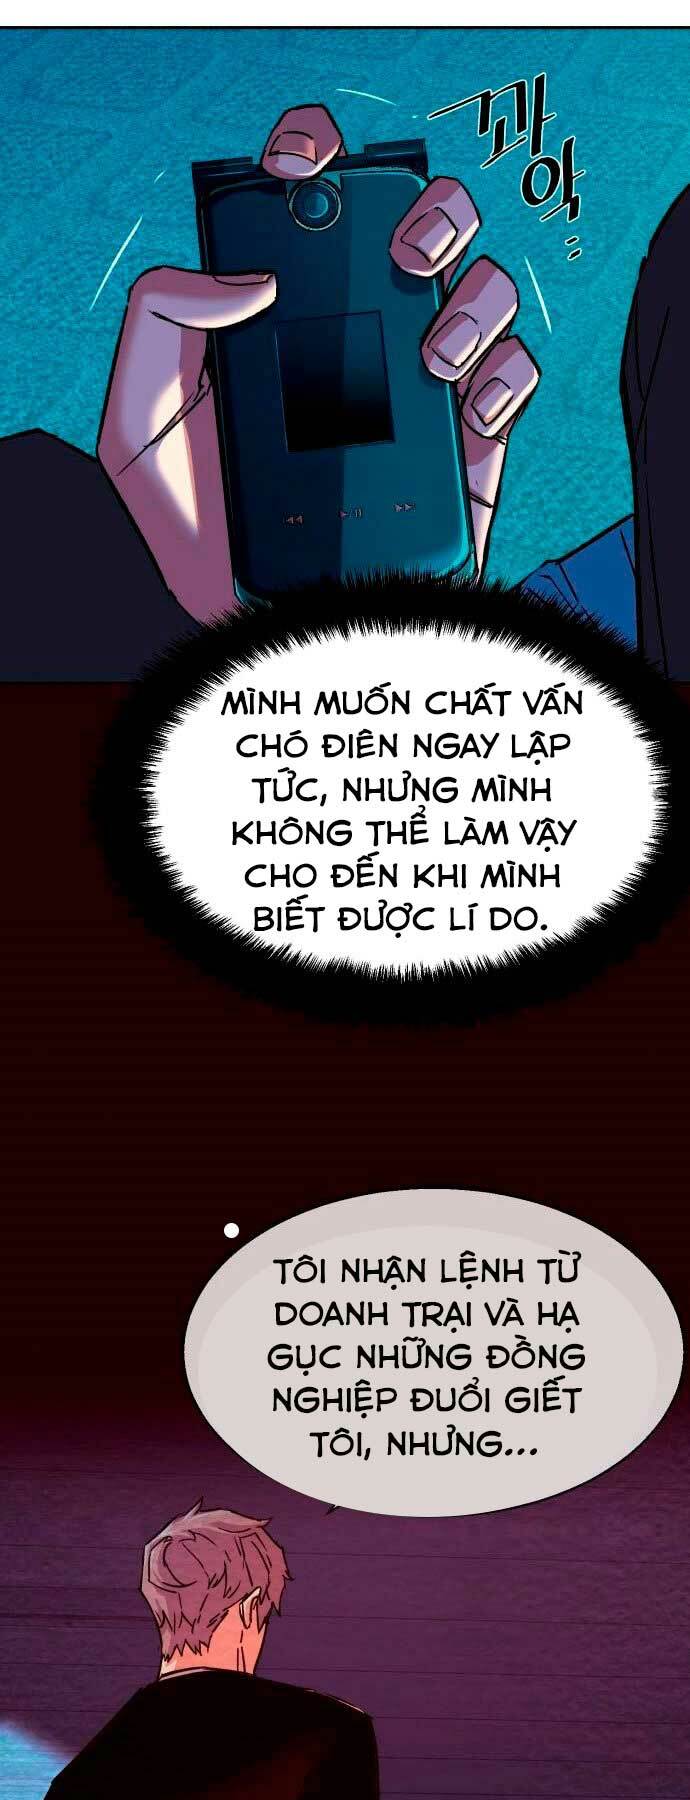 꽈악
MÌNH MUỐN CHẤT VẤN
CHÓ ĐIÊN NGAY LẬP
TỨC, NHƯNG MÌNH
KHÔNG THỂ LÀM VẬY
CHO ĐẾN KHI MÌNH
BIẾT ĐƯỢC LÍ DO.
TÔI NHẬN LỆNH TỪ
DOANH TRẠI VÀ HẠ
GỤC NHỮNG ĐỒNG
NGHIỆP ĐUỔI GIẾT
TÔI, NHƯNG...